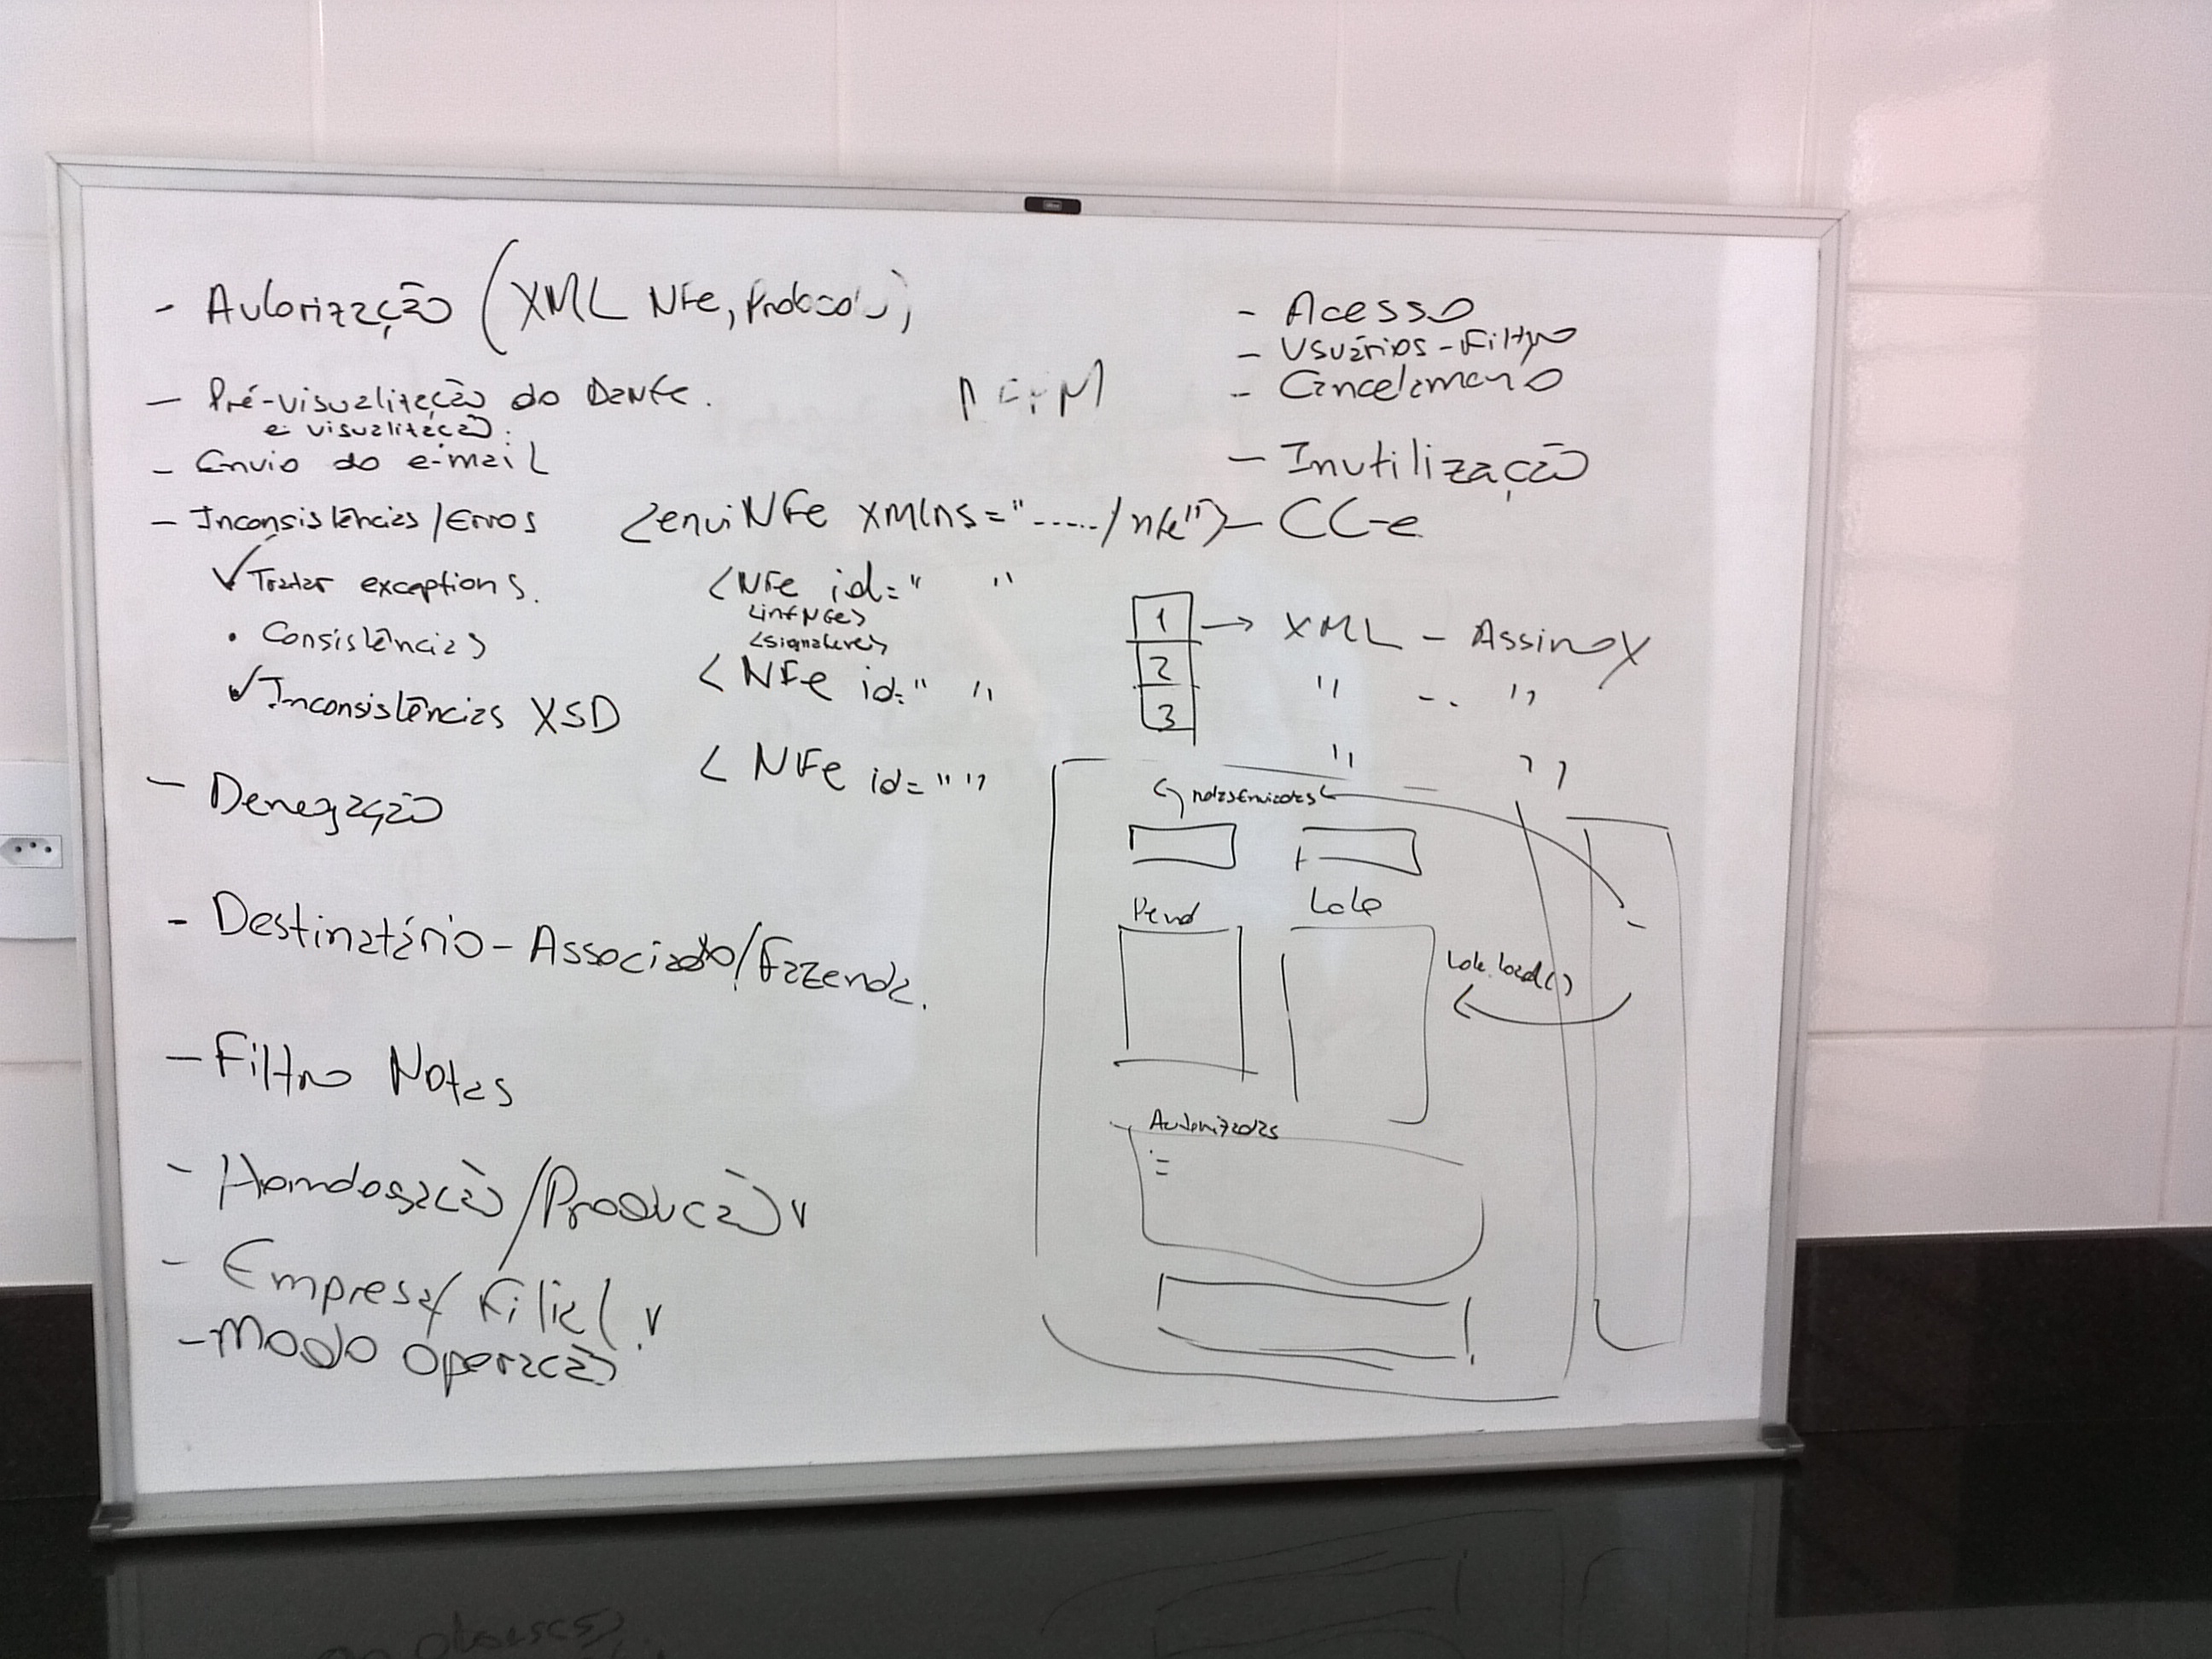 - Autorização (XML NFe, Protocolo)
- Pré-visualização do Danfe.
e visualização.
- Envio do e-mail
- Inconsistências/Erros
✓ Tratar exceptions.
• Consistências
✓ Inconsistências XSD
- Denegação
- Destinatário - Associado/Fazenda.
- Filtro Notas
- Homologação/Produção v
- Empresa/Filial v
- Modo Operação
<enviNFe xmlns="....../nfe">
<NFe id=" "
<infNFe>
<signature>
<NFe id=" "
<NFe id=" "
- Acesso
- Usuários - Filtro
- Cancelamento
- Inutilização
- CC-e
1 → XML - Assino
2 " - "
3 " "
notasEnviadas
Pend Lote
Lote.load()
Autorizadas